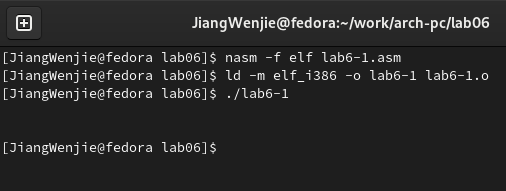 JiangWenjie@fedora:~/work/arch-pc/lab06
[JiangWenjie@fedora lab06]$ nasm -f elf lab6-1.asm
[JiangWenjie@fedora lab06]$ ld -m elf_i386 -o lab6-1 lab6-1.o
[JiangWenjie@fedora lab06]$ ./lab6-1
[JiangWenjie@fedora lab06]$